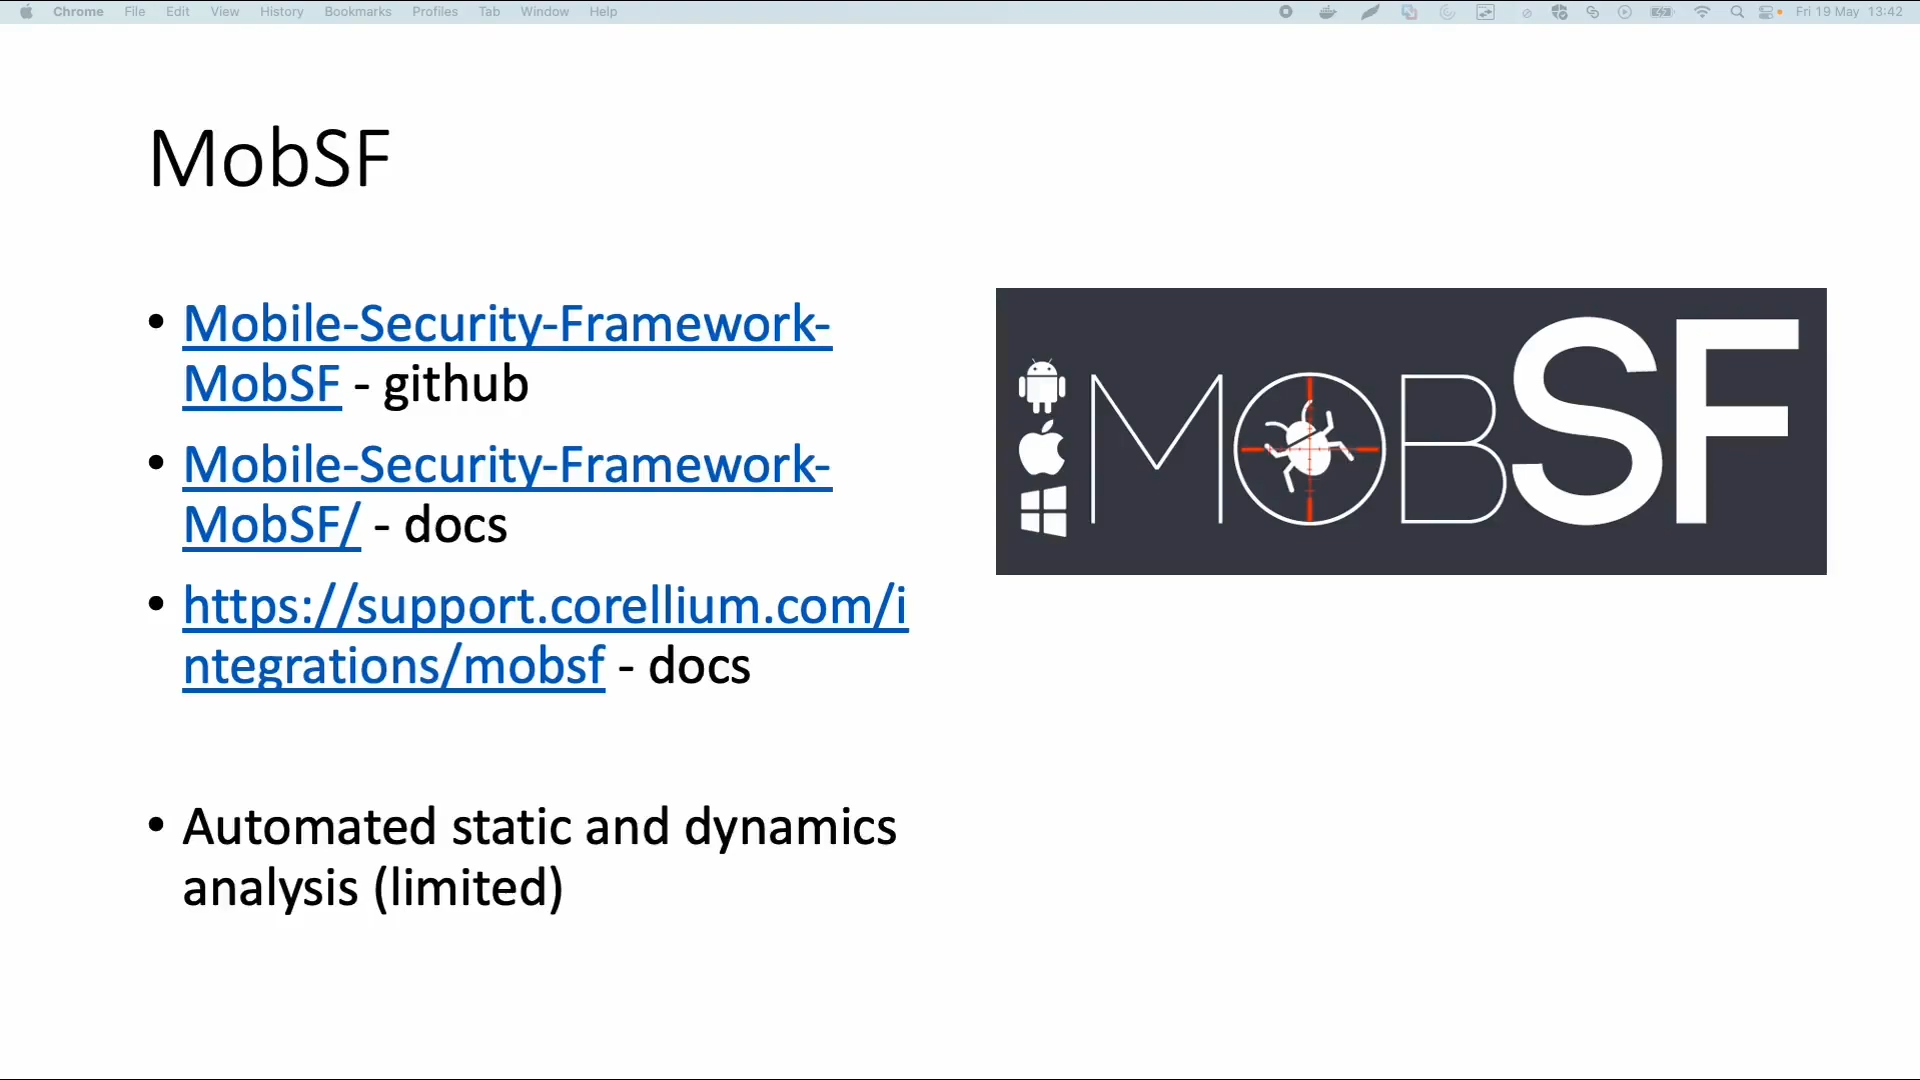 Chrome File Edit View History Bookmarks Profiles Tab Window Help Fri 19 May 13:42
MobSF
• Mobile-Security-Framework-
MobSF - github
• Mobile-Security-Framework-
MobSF/ - docs
• https://support.corellium.com/i
ntegrations/mobsf - docs
• Automated static and dynamics
analysis (limited)
MOBSF